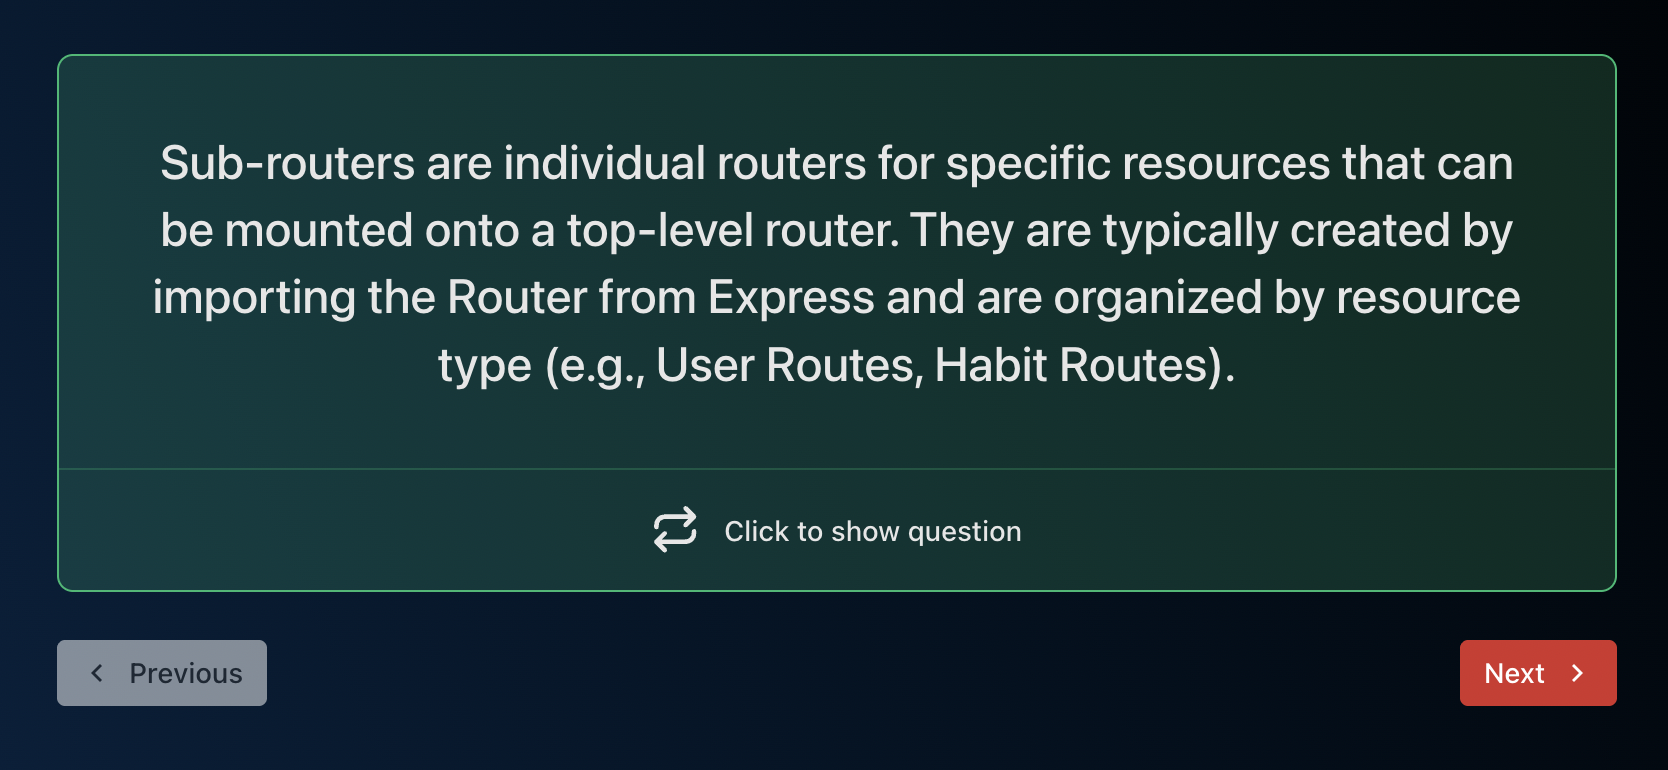 Sub-routers are individual routers for specific resources that can
be mounted onto a top-level router. They are typically created by
importing the Router from Express and are organized by resource
type (e.g., User Routes, Habit Routes).
Click to show question
Previous
Next